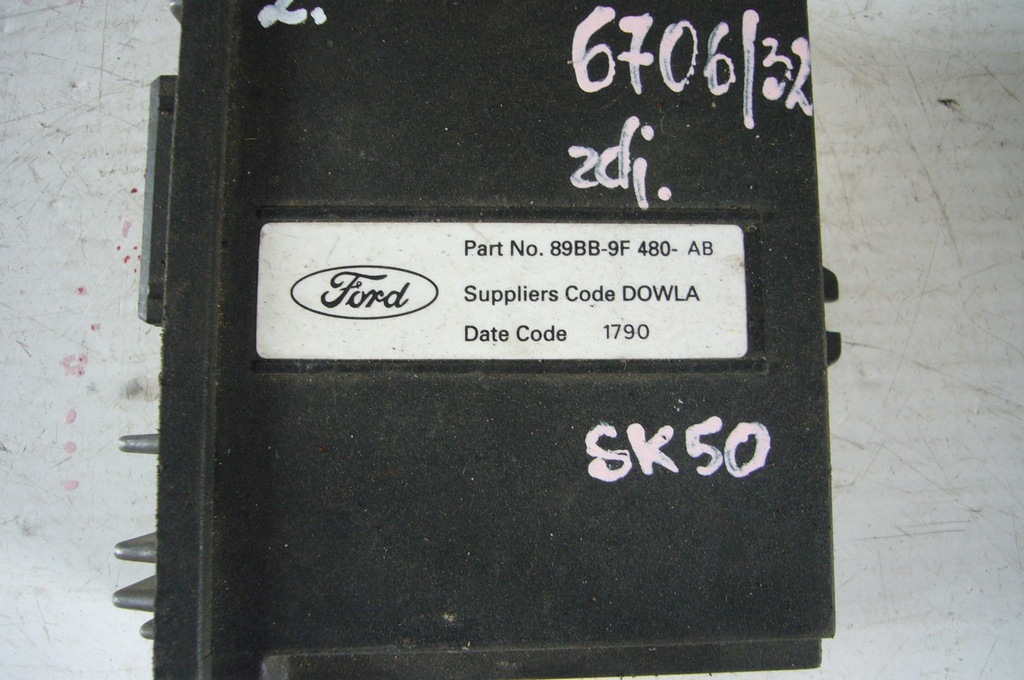 2.
6706/32
zdj.
Ford
Part No. 89BB-9F 480- AB
Suppliers Code DOWLA
Date Code 1790
SK50